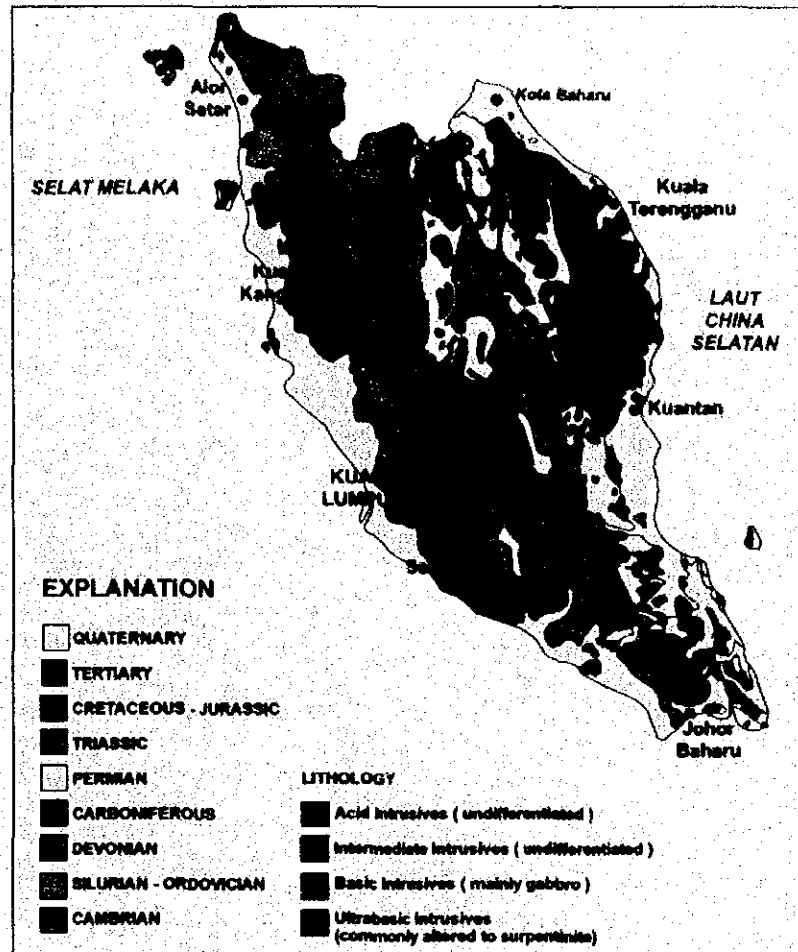 Alor
Setar
Kota Baharu
SELAT MELAKA
Kuala
Terengganu
LAUT
CHINA
SELATAN
Kuantan
LUMPU
EXPLANATION
QUATERNARY
TERTIARY
CRETACEOUS - JURASSIC
TRIASSIC
PERMIAN
CARBONIFEROUS
DEVONIAN
SILURIAN - ORDOVICIAN
CAMBRIAN
Johor
Baharu
LITHOLOGY
Acid Intrusives ( undifferentiated )
Intermediate Intrusives ( undifferentiated )
Basic Intrusives ( mainly gabbro )
Ultrabasic Intrusives
(commonly altered to surpentinite)